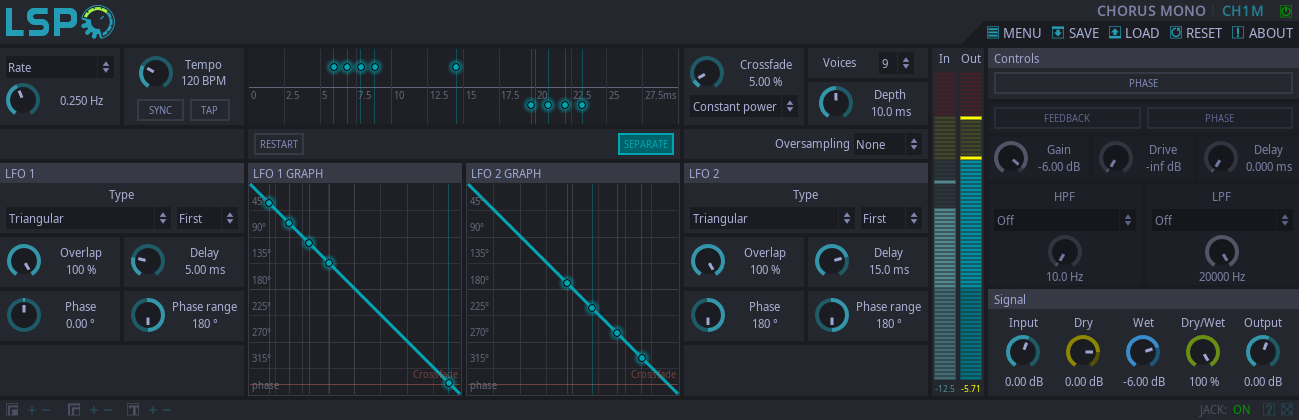 LSP
CHORUS MONO CH1M
MENU SAVE LOAD RESET ABOUT
Rate
0.250 Hz
Tempo
120 BPM
SYNC TAP
0 2.5 5 7.5 10 12.5 15 17.5 20 22.5 25 27.5ms
Crossfade
5.00 %
Constant power
Voices 9
Depth
10.0 ms
RESTART SEPARATE
Oversampling None
LFO 1
Type
Triangular First
Overlap
100 %
Delay
5.00 ms
Phase
0.00 °
Phase range
180 °
LFO 1 GRAPH
45°
90°
135°
180°
225°
270°
315°
Crossfade
phase
LFO 2 GRAPH
45°
90°
135°
180°
225°
270°
315°
Crossfade
phase
LFO 2
Type
Triangular First
Overlap
100 %
Delay
15.0 ms
Phase
180 °
Phase range
180 °
In Out
-12.5 -5.71
Controls
PHASE
FEEDBACK PHASE
Gain
-6.00 dB
Drive
-inf dB
Delay
0.000 ms
HPF LPF
Off Off
10.0 Hz 20000 Hz
Signal
Input Dry Wet Dry/Wet Output
0.00 dB 0.00 dB -6.00 dB 100 % 0.00 dB
JACK: ON